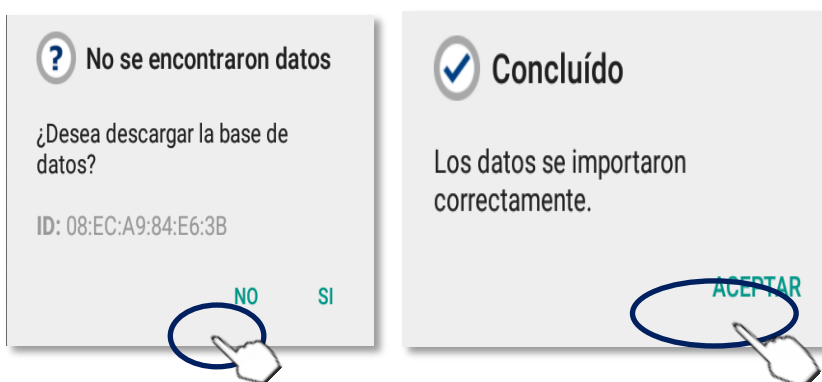 No se encontraron datos
¿Desea descargar la base de
datos?
ID: 08:EC:A9:84:E6:3B
NO SI
Concluído
Los datos se importaron
correctamente.
ACEPTAR